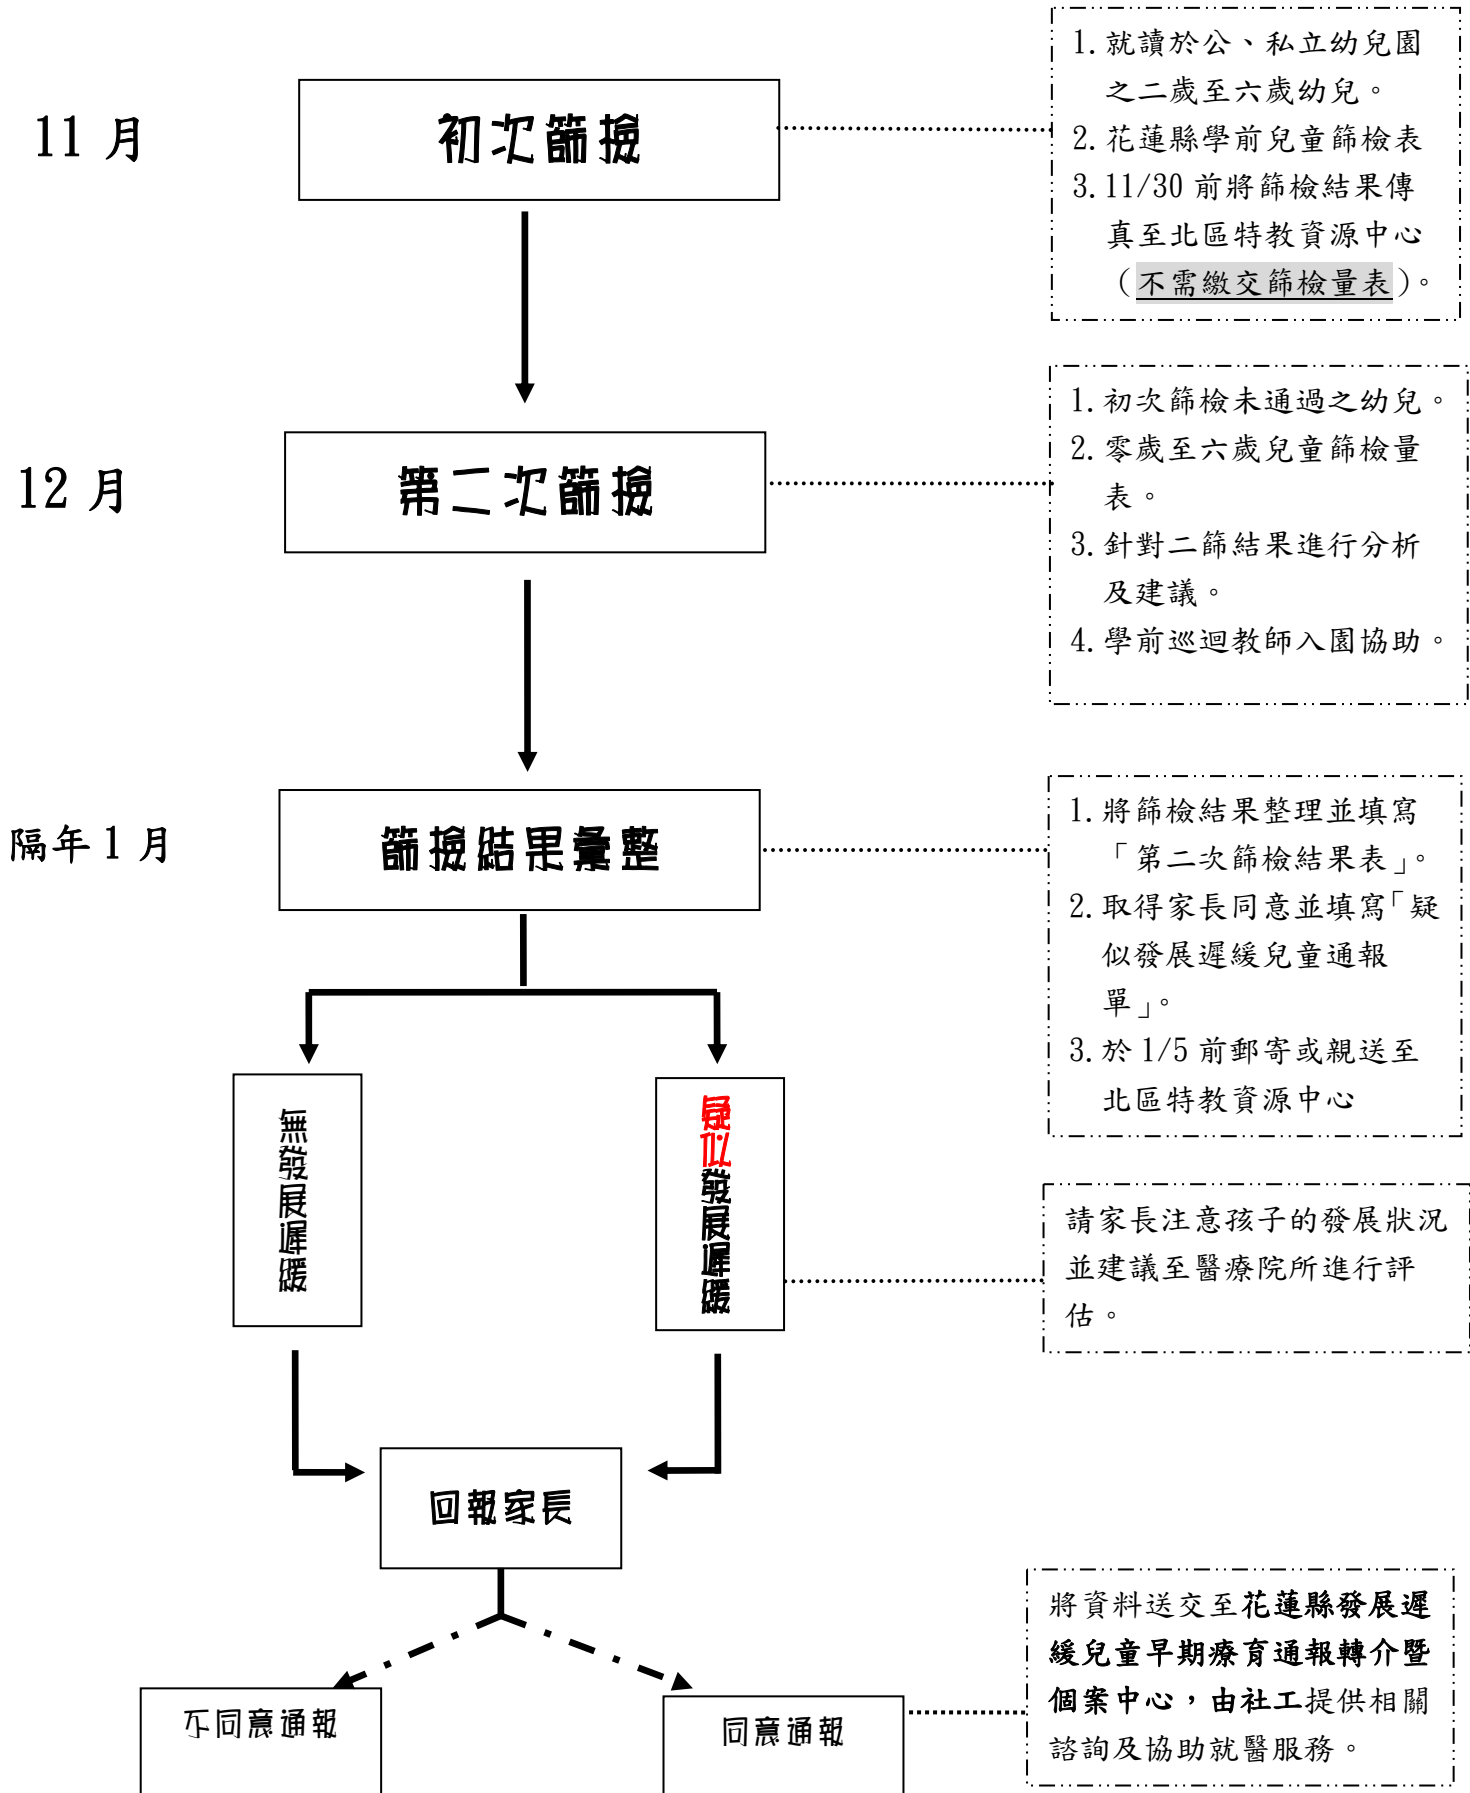 11 月
初次篩檢
1. 就讀於公、私立幼兒園
之二歲至六歲幼兒。
2. 花蓮縣學前兒童篩檢表
3. 11/30 前將篩檢結果傳
真至北區特教資源中心
（不需繳交篩檢量表）。
12 月
第二次篩檢
1. 初次篩檢未通過之幼兒。
2. 零歲至六歲兒童篩檢量
表。
3. 針對二篩結果進行分析
及建議。
4. 學前巡迴教師入園協助。
隔年 1 月
篩檢結果彙整
1. 將篩檢結果整理並填寫
「第二次篩檢結果表」。
2. 取得家長同意並填寫「疑
似發展遲緩兒童通報
單」。
3. 於 1/5 前郵寄或親送至
北區特教資源中心
無發展遲緩
疑似發展遲緩
請家長注意孩子的發展狀況
並建議至醫療院所進行評
估。
回報家長
將資料送交至花蓮縣發展遲
緩兒童早期療育通報轉介暨
個案中心，由社工提供相關
諮詢及協助就醫服務。
不同意通報
同意通報